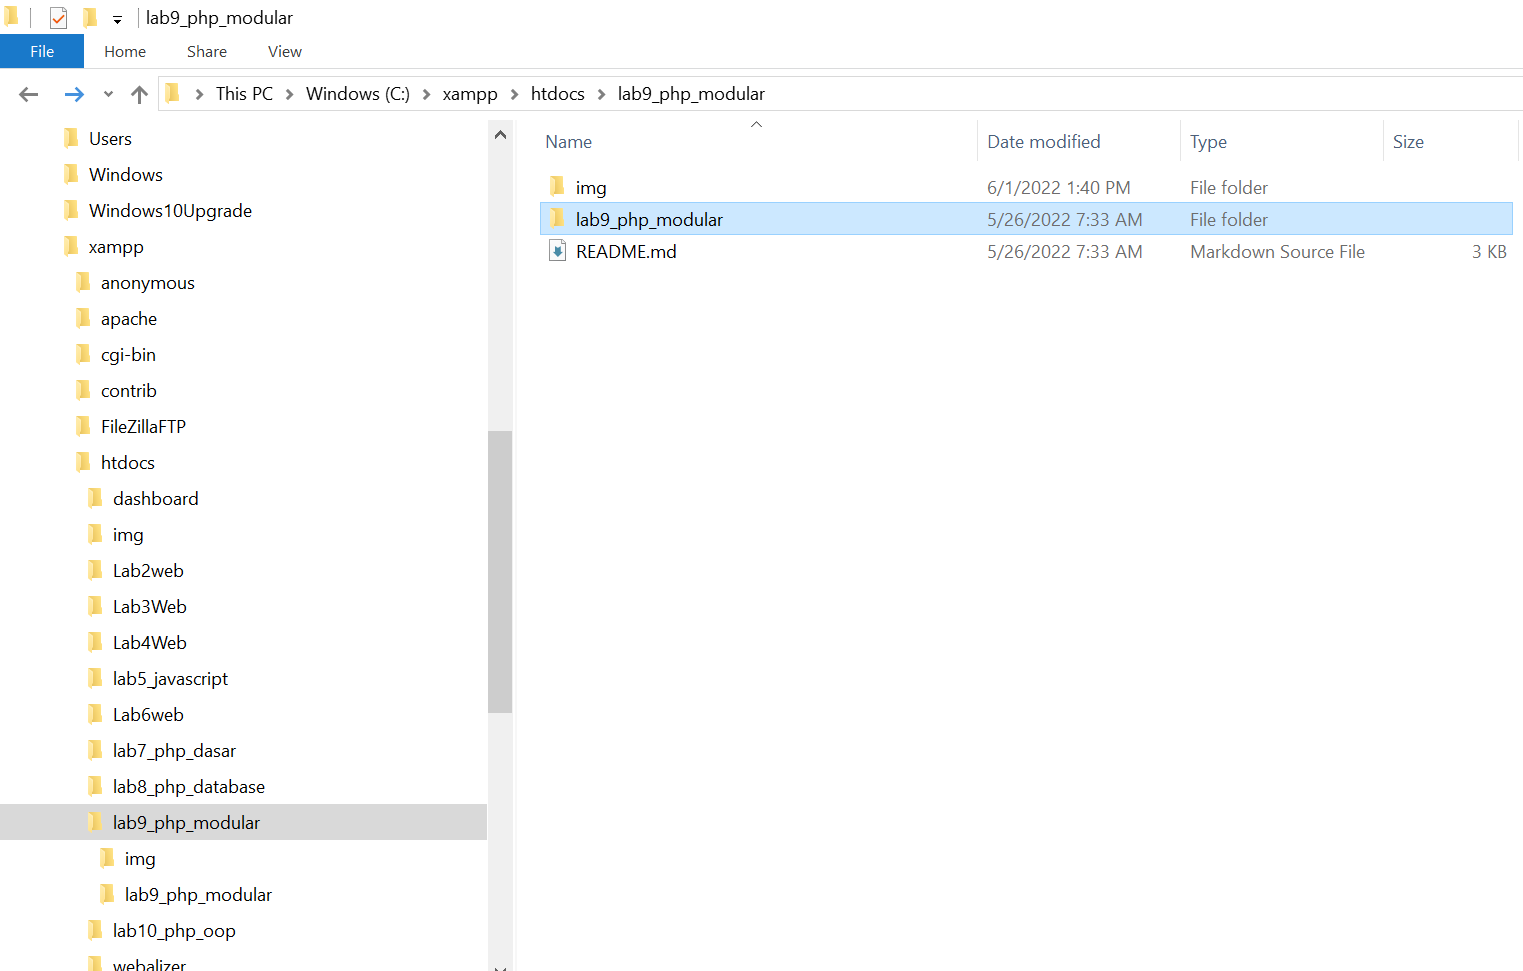 lab9_php_modular
File Home Share View
This PC Windows (C:) xampp htdocs lab9_php_modular
Users
Windows
Windows10Upgrade
xampp
anonymous
apache
cgi-bin
contrib
FileZillaFTP
htdocs
dashboard
img
Lab2web
Lab3Web
Lab4Web
lab5_javascript
Lab6web
lab7_php_dasar
lab8_php_database
lab9_php_modular
img
lab9_php_modular
lab10_php_oop
webalizer
Name Date modified Type Size
img 6/1/2022 1:40 PM File folder
lab9_php_modular 5/26/2022 7:33 AM File folder
README.md 5/26/2022 7:33 AM Markdown Source File 3 KB